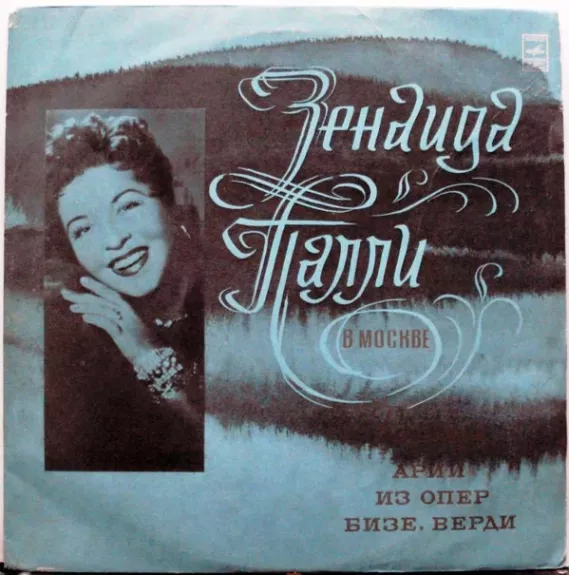 Зенаида
Палли
В МОСКВЕ
АРИИ
ИЗ ОПЕР
БИЗЕ, ВЕРДИ